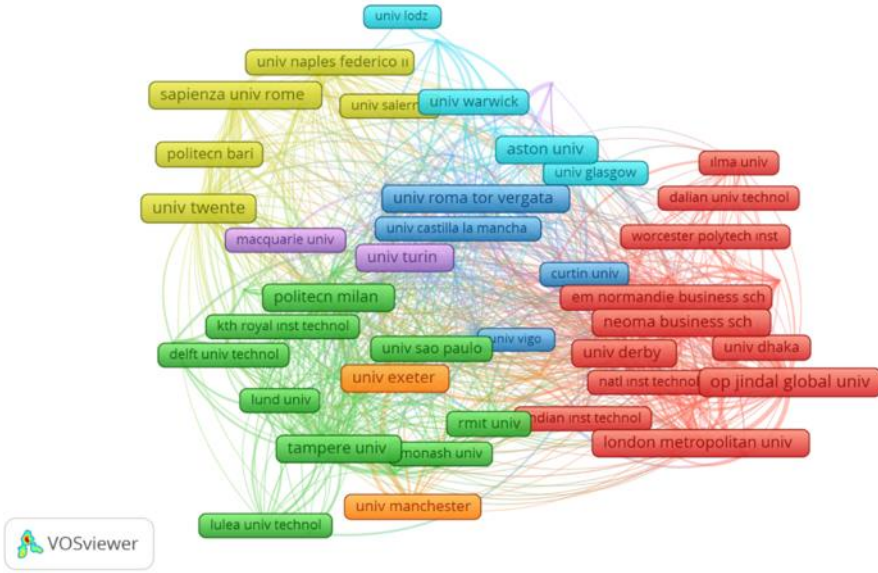 univ lodz
univ naples federico ii
sapienza univ rome
univ salern
univ warwick
politecn bari
aston univ
univ glasgow
ilma univ
univ twente
univ roma tor vergata
dalian univ technol
univ castilla la mancha
macquarie univ
univ turin
worcester polytech inst
curtin univ
politecn milan
em normandie business sch
kth royal inst technol
neoma business sch
delft univ technol
univ sao paulo
univ vigo
univ derby
univ dhaka
univ exeter
natl inst technol
op jindal global univ
lund univ
rmit univ
indian inst technol
tampere univ
monash univ
london metropolitan univ
univ manchester
lulea univ technol
VOSviewer